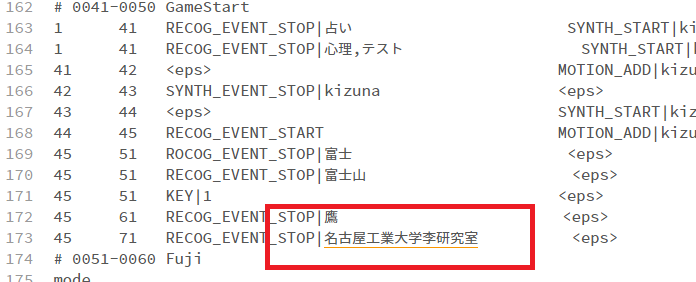 162 # 0041-0050 GameStart
163 1 41 RECOG_EVENT_STOP|占い SYNTH_START|ki
164 1 41 RECOG_EVENT_STOP|心理,テスト SYNTH_START|k
165 41 42 <eps> MOTION_ADD|kiz
166 42 43 SYNTH_EVENT_STOP|kizuna <eps>
167 43 44 <eps> SYNTH_START|kiz
168 44 45 RECOG_EVENT_START MOTION_ADD|kiz
169 45 51 ROCOG_EVENT_STOP|富士 <eps>
170 45 51 RECOG_EVENT_STOP|富士山 <eps>
171 45 51 KEY|1 <eps>
172 45 61 RECOG_EVENT_STOP|鷹 <eps>
173 45 71 RECOG_EVENT_STOP|名古屋工業大学李研究室 <eps>
174 # 0051-0060 Fuji
175 mode